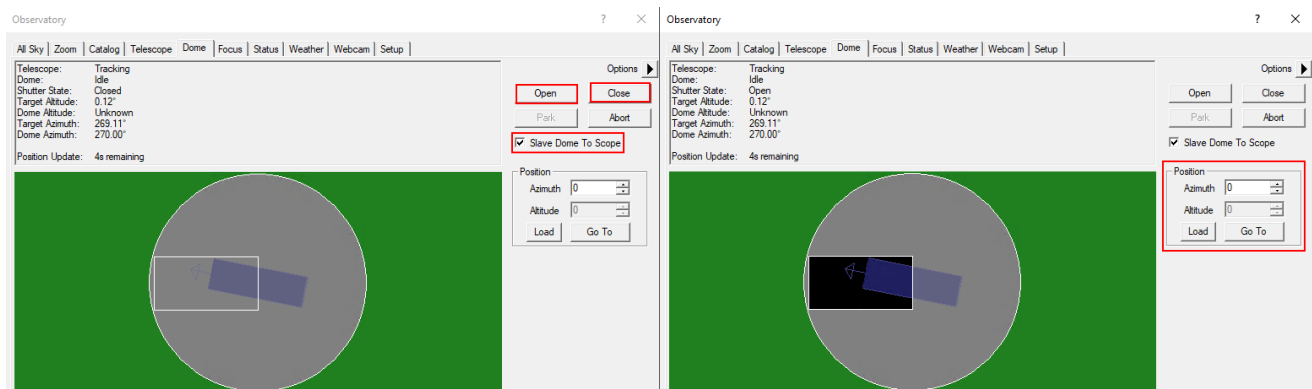 Observatory ? ×
All Sky Zoom Catalog Telescope Dome Focus Status Weather Webcam Setup
Telescope: Tracking
Dome: Idle
Shutter State: Closed
Target Altitude: 0.12°
Dome Altitude: Unknown
Target Azimuth: 269.11°
Dome Azimuth: 270.00°
Position Update: 4s remaining
Options
Open Close
Park Abort
Slave Dome To Scope
Position
Azimuth 0
Altitude 0
Load Go To
Observatory ? ×
All Sky Zoom Catalog Telescope Dome Focus Status Weather Webcam Setup
Telescope: Tracking
Dome: Idle
Shutter State: Open
Target Altitude: 0.12°
Dome Altitude: Unknown
Target Azimuth: 269.11°
Dome Azimuth: 270.00°
Position Update: 4s remaining
Options
Open Close
Park Abort
Slave Dome To Scope
Position
Azimuth 0
Altitude 0
Load Go To